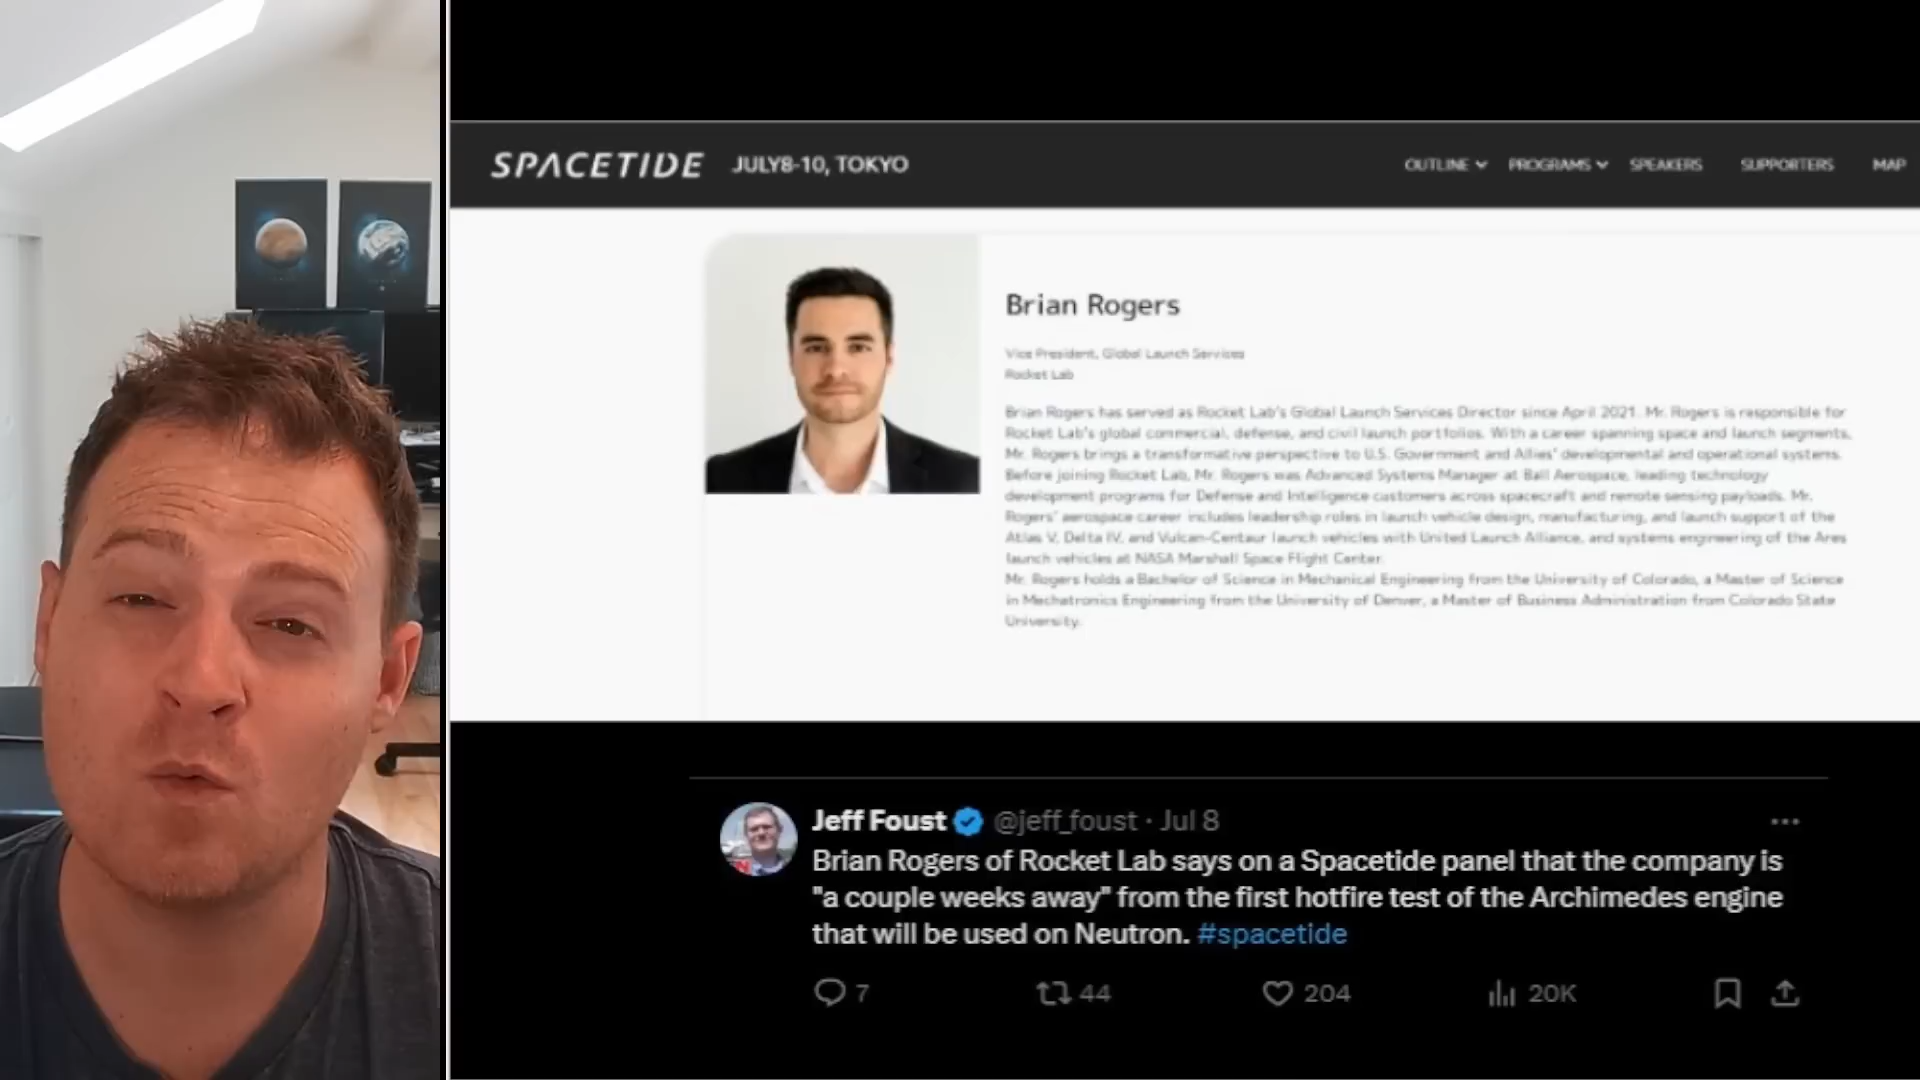 SPACETIDE JULY8-10, TOKYO OUTLINE PROGRAMS SPEAKERS SUPPORTERS MAP
Brian Rogers
Vice President, Global Launch Services
Rocket Lab
Brian Rogers has served as Rocket Lab's Global Launch Services Director since April 2021. Mr. Rogers is responsible for
Rocket Lab's global commercial, defense, and civil launch portfolios. With a career spanning space and launch segments,
Mr. Rogers brings a transformative perspective to U.S. Government and Allies' developmental and operational systems.
Before joining Rocket Lab, Mr. Rogers was Advanced Systems Manager at Ball Aerospace, leading technology
development programs for Defense and Intelligence customers across spacecraft and remote sensing payloads. Mr.
Rogers' aerospace career includes leadership roles in launch vehicle design, manufacturing, and launch support of the
Atlas V, Delta IV, and Vulcan-Centaur launch vehicles with United Launch Alliance, and systems engineering of the Ares
launch vehicles at NASA Marshall Space Flight Center.
Mr. Rogers holds a Bachelor of Science in Mechanical Engineering from the University of Colorado, a Master of Science
in Mechatronics Engineering from the University of Denver, a Master of Business Administration from Colorado State
University.
Jeff Foust @jeff_foust · Jul 8
Brian Rogers of Rocket Lab says on a Spacetide panel that the company is
"a couple weeks away" from the first hotfire test of the Archimedes engine
that will be used on Neutron. #spacetide
7 44 204 20K